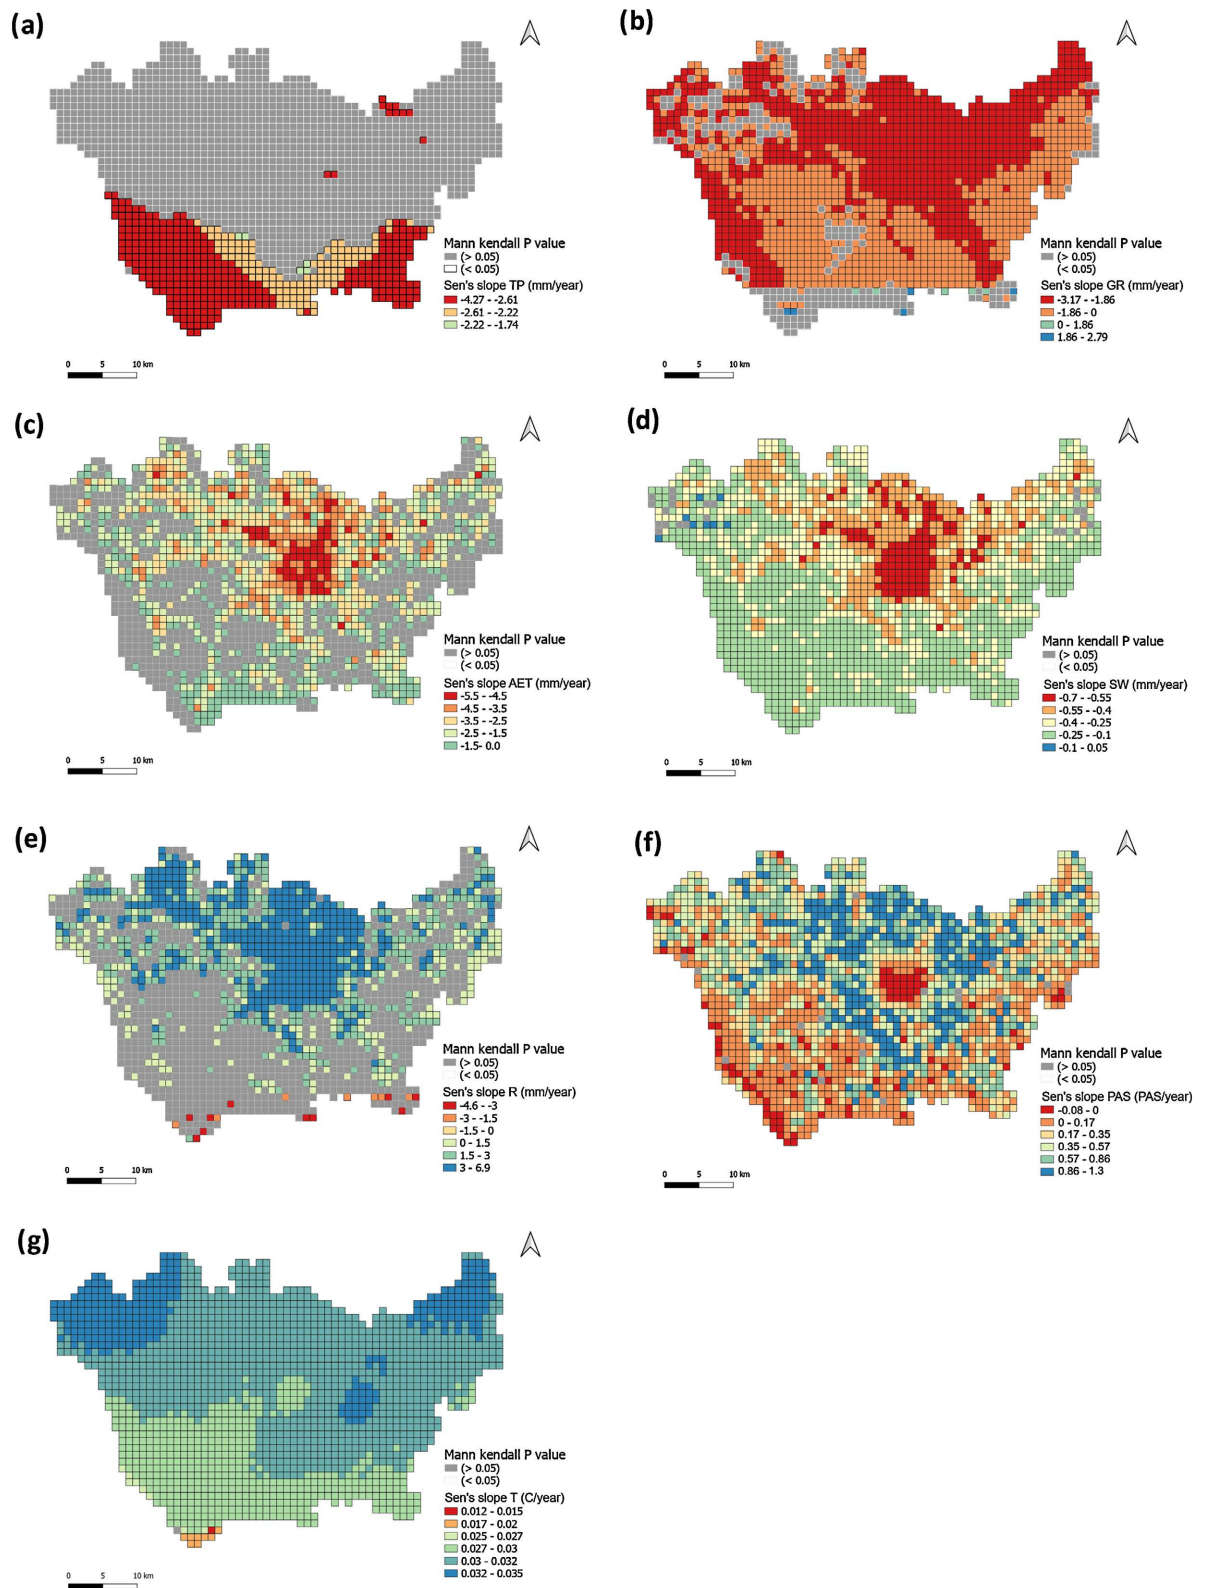 (a)
Mann kendall P value
(> 0.05)
(< 0.05)
Sen's slope TP (mm/year)
-4.27 - -2.61
-2.61 - -2.22
-2.22 - -1.74
0 5 10 km
(b)
Mann kendall P value
(> 0.05)
(< 0.05)
Sen's slope GR (mm/year)
-3.17 - -1.86
-1.86 - 0
0 - 1.86
1.86 - 2.79
0 5 10 km
(c)
Mann kendall P value
(> 0.05)
(< 0.05)
Sen's slope AET (mm/year)
-5.5 - -4.5
-4.5 - -3.5
-3.5 - -2.5
-2.5 - -1.5
-1.5- 0.0
0 5 10 km
(d)
Mann kendall P value
(> 0.05)
(< 0.05)
Sen's slope SW (mm/year)
-0.7 - -0.55
-0.55 - -0.4
-0.4 - -0.25
-0.25 - -0.1
-0.1 - 0.05
0 5 10 km
(e)
Mann kendall P value
(> 0.05)
(< 0.05)
Sen's slope R (mm/year)
-4.6 - -3
-3 - -1.5
-1.5 - 0
0 - 1.5
1.5 - 3
3 - 6.9
0 5 10 km
(f)
Mann kendall P value
(> 0.05)
(< 0.05)
Sen's slope PAS (PAS/year)
-0.08 - 0
0 - 0.17
0.17 - 0.35
0.35 - 0.57
0.57 - 0.86
0.86 - 1.3
0 5 10 km
(g)
Mann kendall P value
(> 0.05)
(< 0.05)
Sen's slope T (C/year)
0.012 - 0.015
0.017 - 0.02
0.025 - 0.027
0.027 - 0.03
0.03 - 0.032
0.032 - 0.035
0 5 10 km